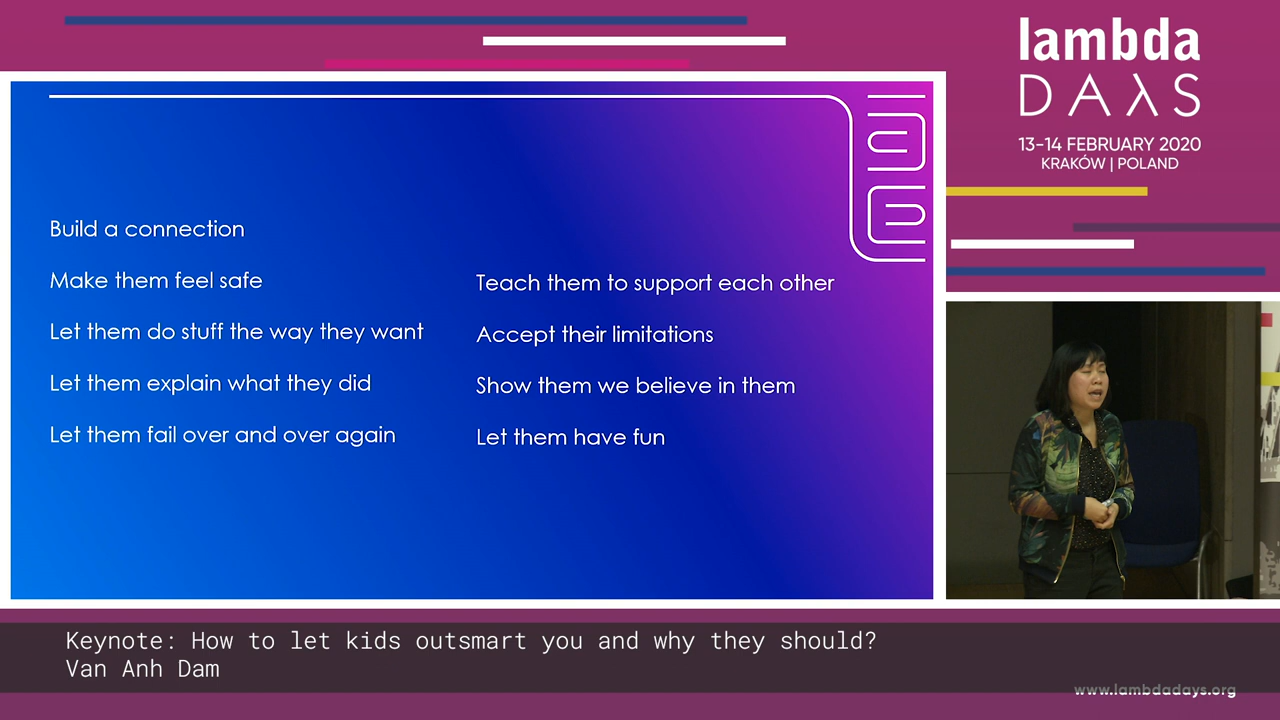 lambda
DAλS
13-14 FEBRUARY 2020
KRAKÓW | POLAND
Build a connection
Make them feel safe
Let them do stuff the way they want
Let them explain what they did
Let them fail over and over again
Teach them to support each other
Accept their limitations
Show them we believe in them
Let them have fun
Keynote: How to let kids outsmart you and why they should?
Van Anh Dam
www.lambdadays.org